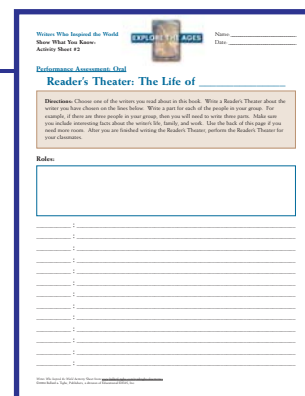 Writers Who Inspired the World
Show What You Know:
Activity Sheet #2
EXPLORE THE AGES
Name:
Date
Performance Assessment: Oral
Reader's Theater: The Life of
Directions: Choose one of the writers you read about in this book. Write a Reader's Theater about the
writer you have chosen on the lines below. Write a part for each of the people in your group. For
example, if there are three people in your group, then you will need to write three parts. Make sure
you include interesting facts about the writer's life, family, and work. Use the back of this page if you
need more room. After you are finished writing the Reader's Theater, perform the Reader's Theater for
your classmates.
Roles:
:
:
:
:
:
:
:
:
:
:
:
:
: